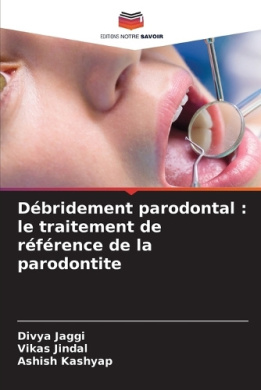 EDITIONS NOTRE SAVOIR
Débridement parodontal :
le traitement de
référence de la
parodontite
Divya Jaggi
Vikas Jindal
Ashish Kashyap